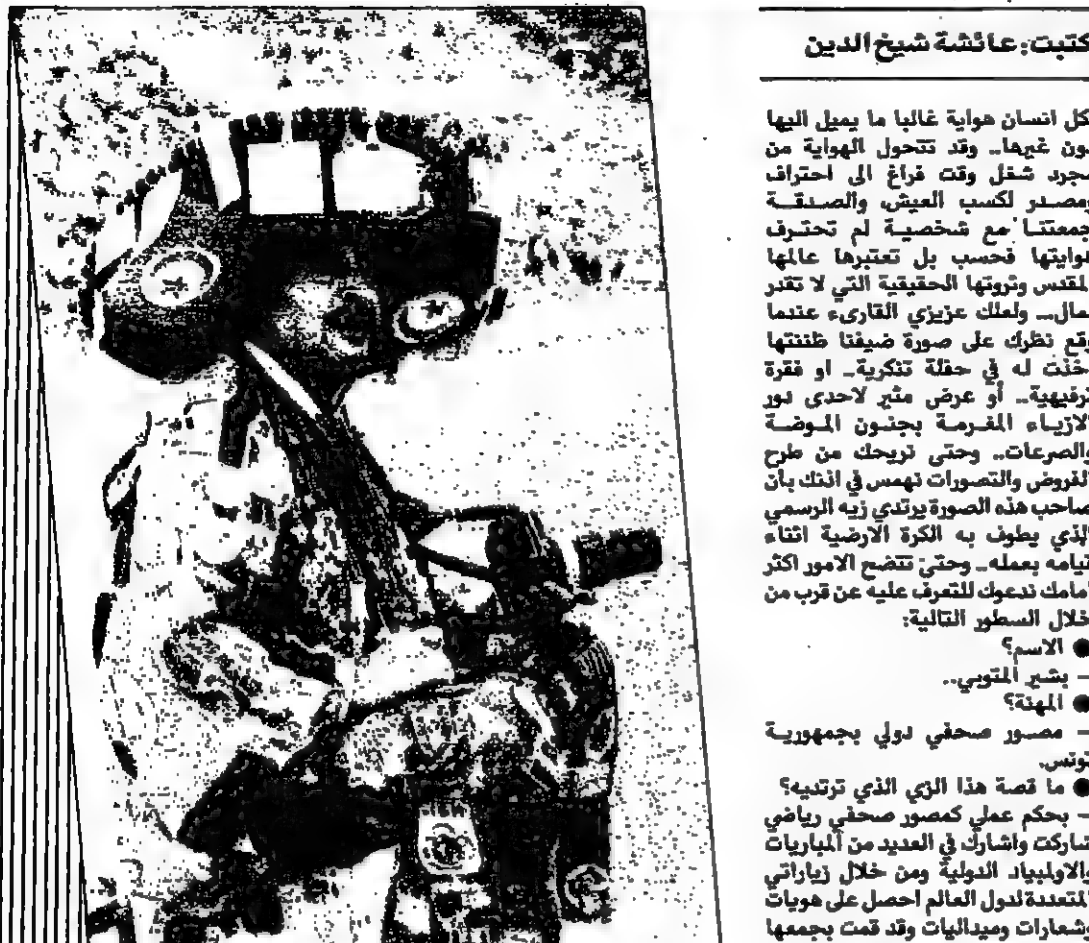 كتبت: عائشة شيخ الدين
كل انسان هواية غالبا ما يميل اليها
دون غيرها.. وقد تتحول الهواية من
مجرد شغل وقت فراغ الى احتراف
ومصدر لكسب العيش، والصدفة
جمعتنا مع شخصية لم تحترف
هوايتها فحسب بل تعتبرها عالمها
المقدس وثروتها الحقيقية التي لا تقدر
بمال.. ولعلك عزيزي القارىء عندما
وقع نظرك على صورة ضيفنا ظننتها
اخذت له في حفلة تنكرية.. او فقرة
ترفيهية.. أو عرض مثير لاحدى دور
الازياء المغرمة بجنون الموضة
والصرعات.. وحتى نريحك من طرح
الفروض والتصورات نهمس في اذنك بأن
صاحب هذه الصورة يرتدي زيه الرسمي
الذي يطوف به الكرة الارضية اثناء
قيامه بعمله.. وحتى تتضح الامور اكثر
أمامك ندعوك للتعرف عليه عن قرب من
خلال السطور التالية:
● الاسم؟
– بشير المتوبي..
● المهنة؟
– مصور صحفي دولي بجمهورية
تونس.
● ما قصة هذا الزي الذي ترتديه؟
– بحكم عملي كمصور صحفي رياضي
شاركت واشارك في العديد من المباريات
والاولمبياد الدولية ومن خلال زياراتي
المتعددة لدول العالم احصل على هويات
وشعارات وميداليات وقد قمت بجمعها